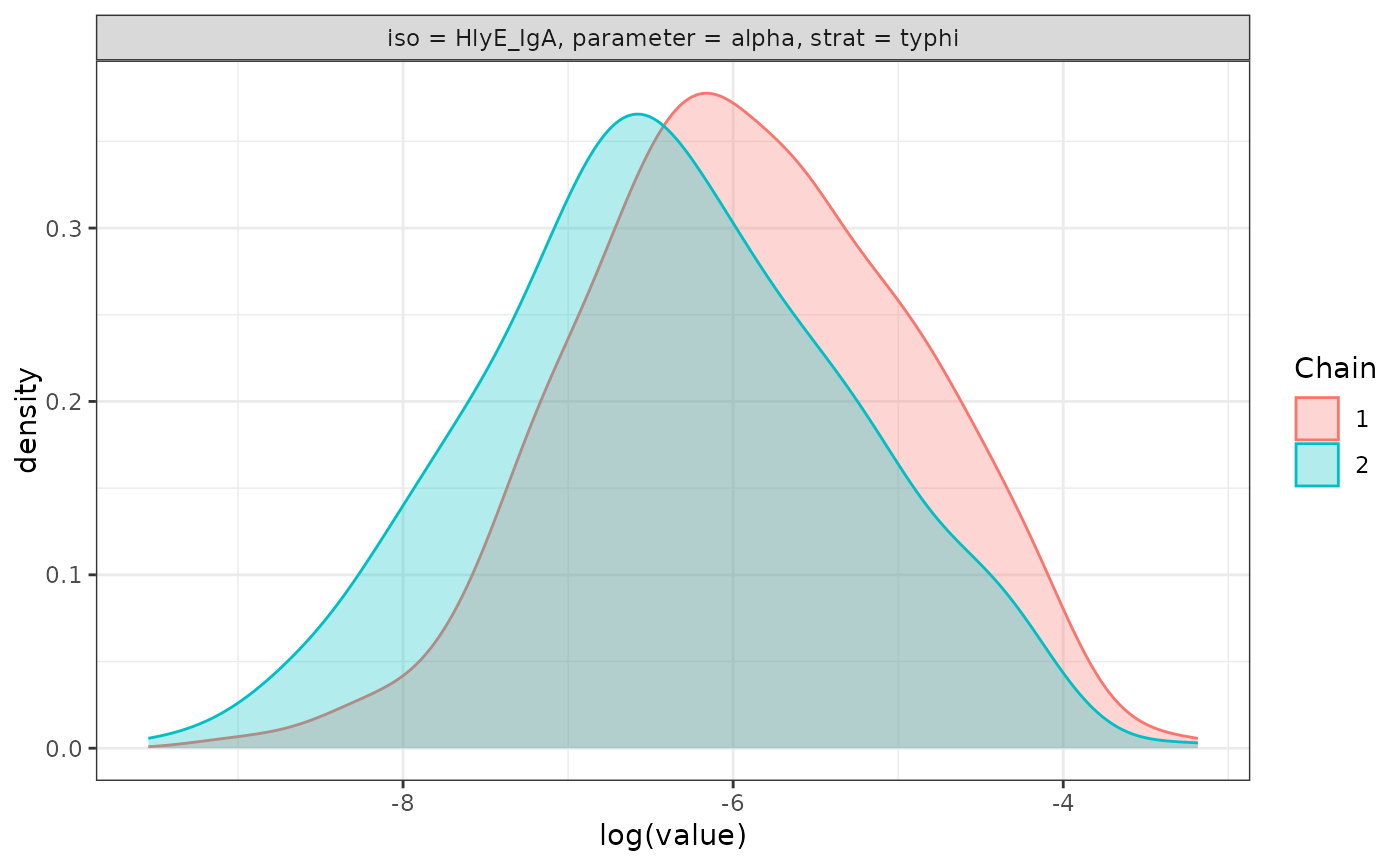 iso = HlyE_IgA, parameter = alpha, strat = typhi
0.3
0.2
0.1
0.0
density
-8
-6
-4
log(value)
Chain
1
2